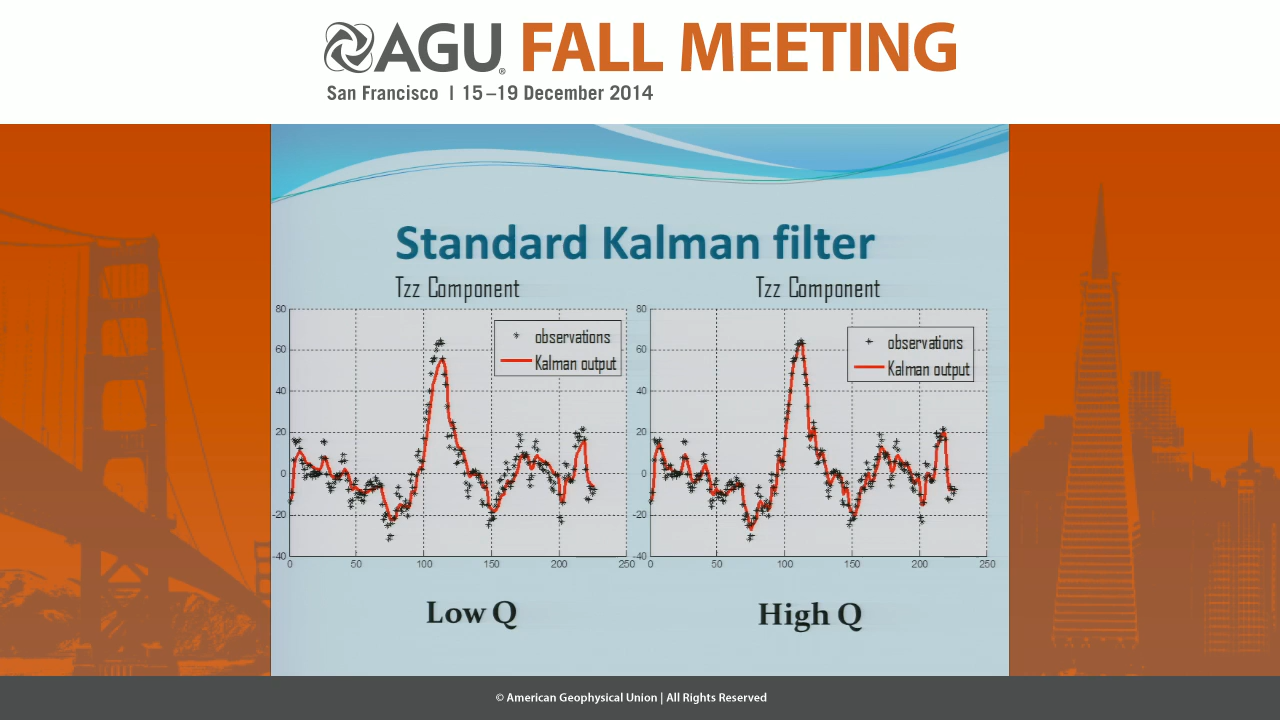 AGU® FALL MEETING
San Francisco | 15–19 December 2014
Standard Kalman filter
Tzz Component
80
60
40
20
0
-20
-40
0 50 100 150 200 250
observations
Kalman output
Low Q
Tzz Component
80
60
40
20
0
-20
-40
0 50 100 150 200 250
observations
Kalman output
High Q
© American Geophysical Union | All Rights Reserved